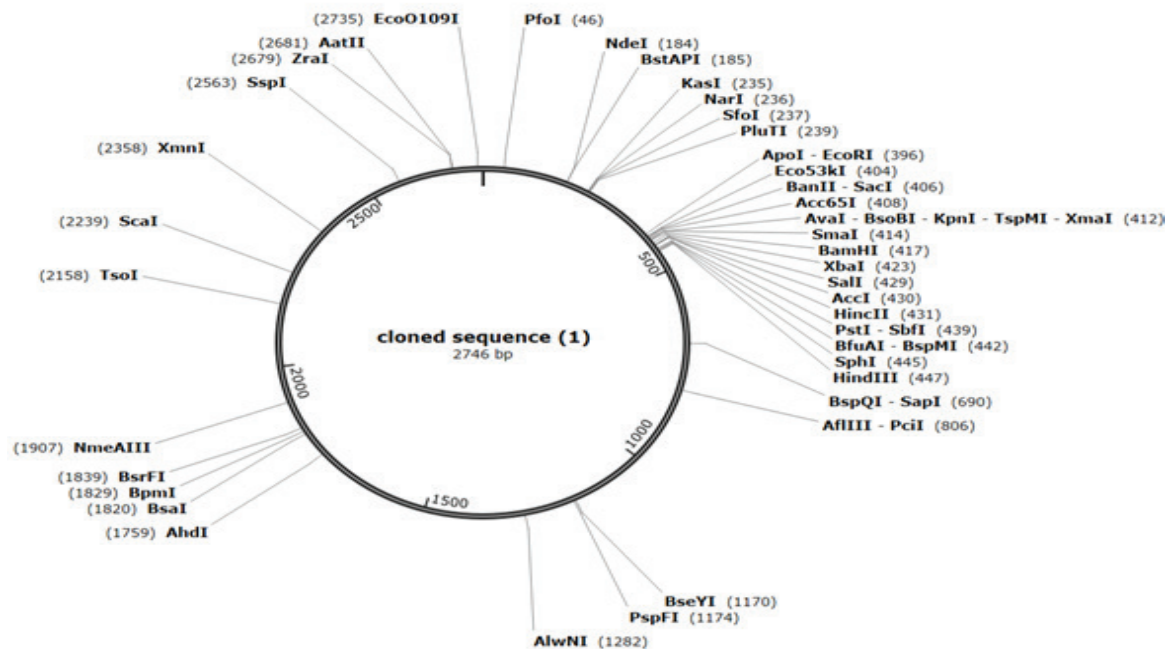 (2735) EcoO109I
PfoI (46)
(2681) AatII
NdeI (184)
(2679) ZraI
BstAPI (185)
(2563) SspI
KasI (235)
NarI (236)
SfoI (237)
PluTI (239)
(2358) XmnI
ApoI - EcoRI (396)
Eco53kI (404)
BanII - SacI (406)
Acc65I (408)
(2239) ScaI
AvaI - BsoBI - KpnI - TspMI - XmaI (412)
SmaI (414)
BamHI (417)
XbaI (423)
(2158) TsoI
SalI (429)
AccI (430)
HincII (431)
PstI - SbfI (439)
BfuAI - BspMI (442)
SphI (445)
HindIII (447)
BspQI - SapI (690)
AflIII - PciI (806)
2500
500
cloned sequence (1)
2746 bp
2000
1000
1500
(1907) NmeAIII
(1839) BsrFI
(1829) BpmI
(1820) BsaI
(1759) AhdI
BseYI (1170)
PspFI (1174)
AlwNI (1282)